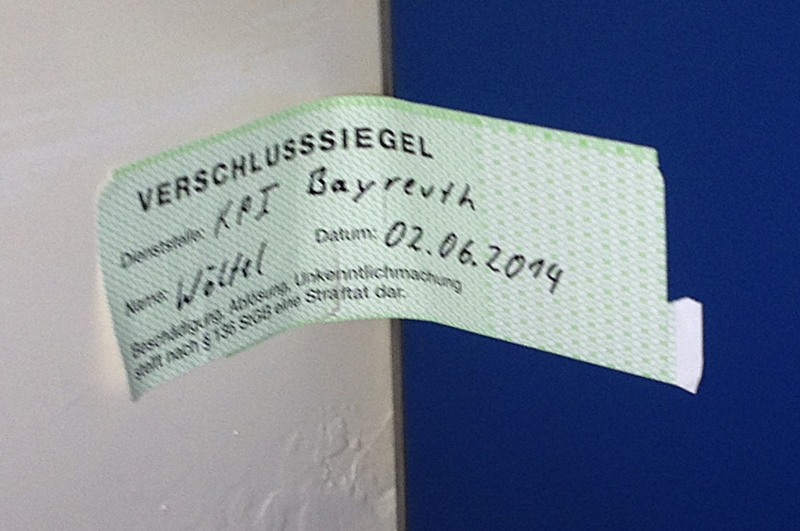 VERSCHLUSSSIEGEL
Dienststelle: KPI Bayreuth
Name: Wölfel Datum: 02.06.2014
Beschädigung, Ablösung, Unkenntlichmachung
stellt nach § 136 StGB eine Straftat dar.